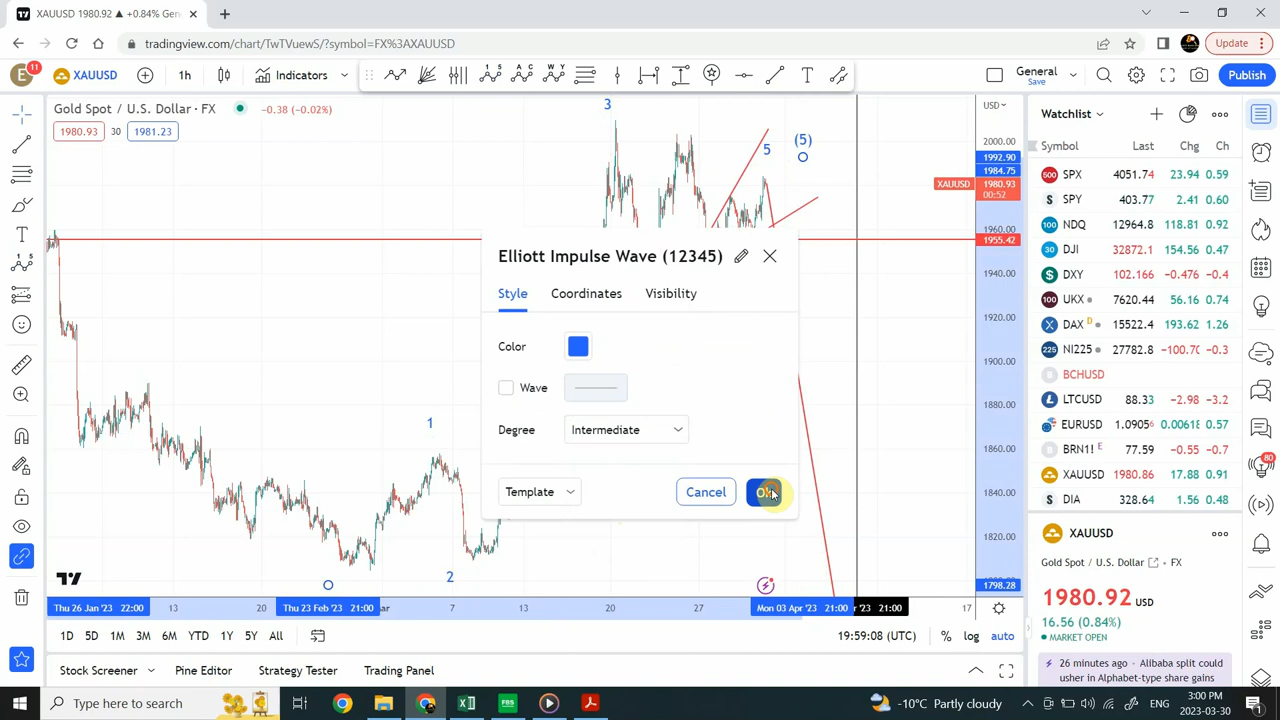 XAUUSD 1980.92 ▲ +0.84% Gen
tradingview.com/chart/TwTVuewS/?symbol=FX%3AXAUUSD
Update
E
11
XAUUSD
1h
Indicators
General
Save
Publish
Gold Spot / U.S. Dollar · FX
-0.38 (-0.02%)
1980.93
30
1981.23
USD
2000.00
1992.90
1984.75
XAUUSD
1980.93
00:52
1960.00
1955.42
1940.00
1920.00
1900.00
1880.00
1860.00
1840.00
1820.00
1798.28
3
5
(5)
1
2
Elliott Impulse Wave (12345)
Style
Coordinates
Visibility
Color
Wave
Degree
Intermediate
Template
Cancel
Watchlist
Symbol Last Chg Ch
SPX 4051.74 23.94 0.59
SPY 403.77 2.41 0.60
NDQ 12964.8 118.81 0.92
DJI 32872.1 154.56 0.4
DXY 102.166 -0.476 -0.4
UKX 7620.44 56.16 0.74
DAX D 15522.4 193.62 1.26
NI225 27782.8 -100.70 -0.3
BCHUSD
LTCUSD 88.33 -2.98 -3.2
EURUSD 1.0905 0.00618 0.57
BRN1! E 77.59 -0.55 -0.7
XAUUSD 1980.86 17.88 0.91
DIA 328.64 1.56 0.48
XAUUSD
Gold Spot / U.S. Dollar · FX
1980.92 USD
16.56 (0.84%)
MARKET OPEN
26 minutes ago · Alibaba split could
usher in Alphabet-type share gains
80
Thu 26 Jan '23 22:00
13
20
Thu 23 Feb '23 21:00
7
13
20
27
Mon 03 Apr '23 21:00
'23 21:00
17
1D 5D 1M 3M 6M YTD 1Y 5Y All
19:59:08 (UTC)
%
log
auto
Stock Screener
Pine Editor
Strategy Tester
Trading Panel
Type here to search
FBS
-10°C Partly cloudy
ENG
3:00 PM
2023-03-30